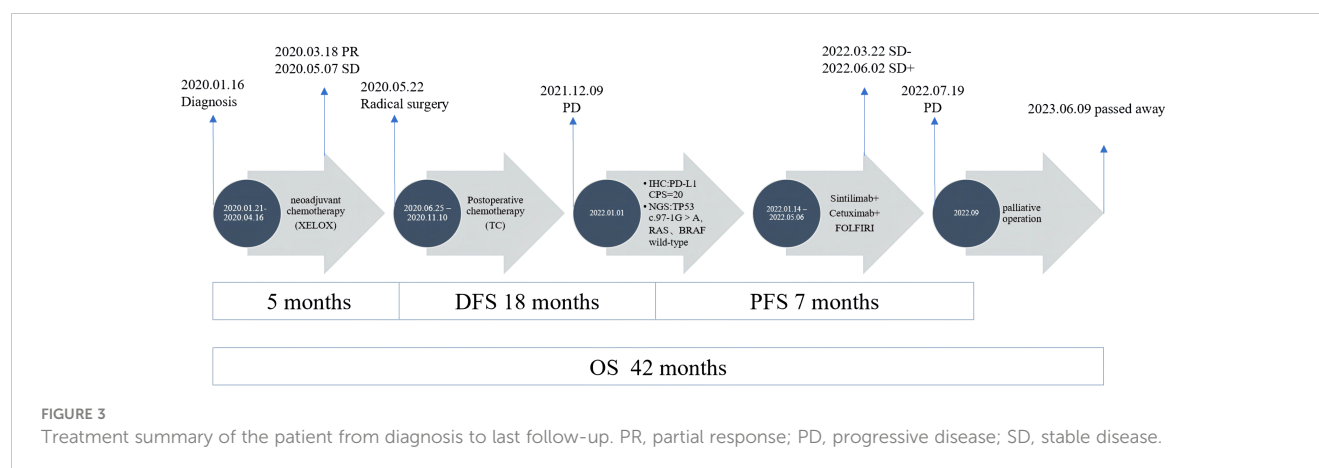 2020.01.16
Diagnosis
2020.03.18 PR
2020.05.07 SD
2020.05.22
Radical surgery
2021.12.09
PD
2022.03.22 SD-
2022.06.02 SD+
2022.07.19
PD
2023.06.09 passed away
2020.01.21-
2020.04.16
neoadjuvant
chemotherapy
(XELOX)
2020.06.25 –
2020.11.10
Postoperative
chemotherapy
(TC)
2022.01.01
• IHC:PD-L1
CPS=20
• NGS:TP53
c.97-1G > A,
RAS、BRAF
wild-type
2022.01.14 –
2022.05.06
Sintilimab+
Cetuximab+
FOLFIRI
2022.09
palliative
operation
5 months
DFS 18 months
PFS 7 months
OS 42 months
FIGURE 3
Treatment summary of the patient from diagnosis to last follow-up. PR, partial response; PD, progressive disease; SD, stable disease.